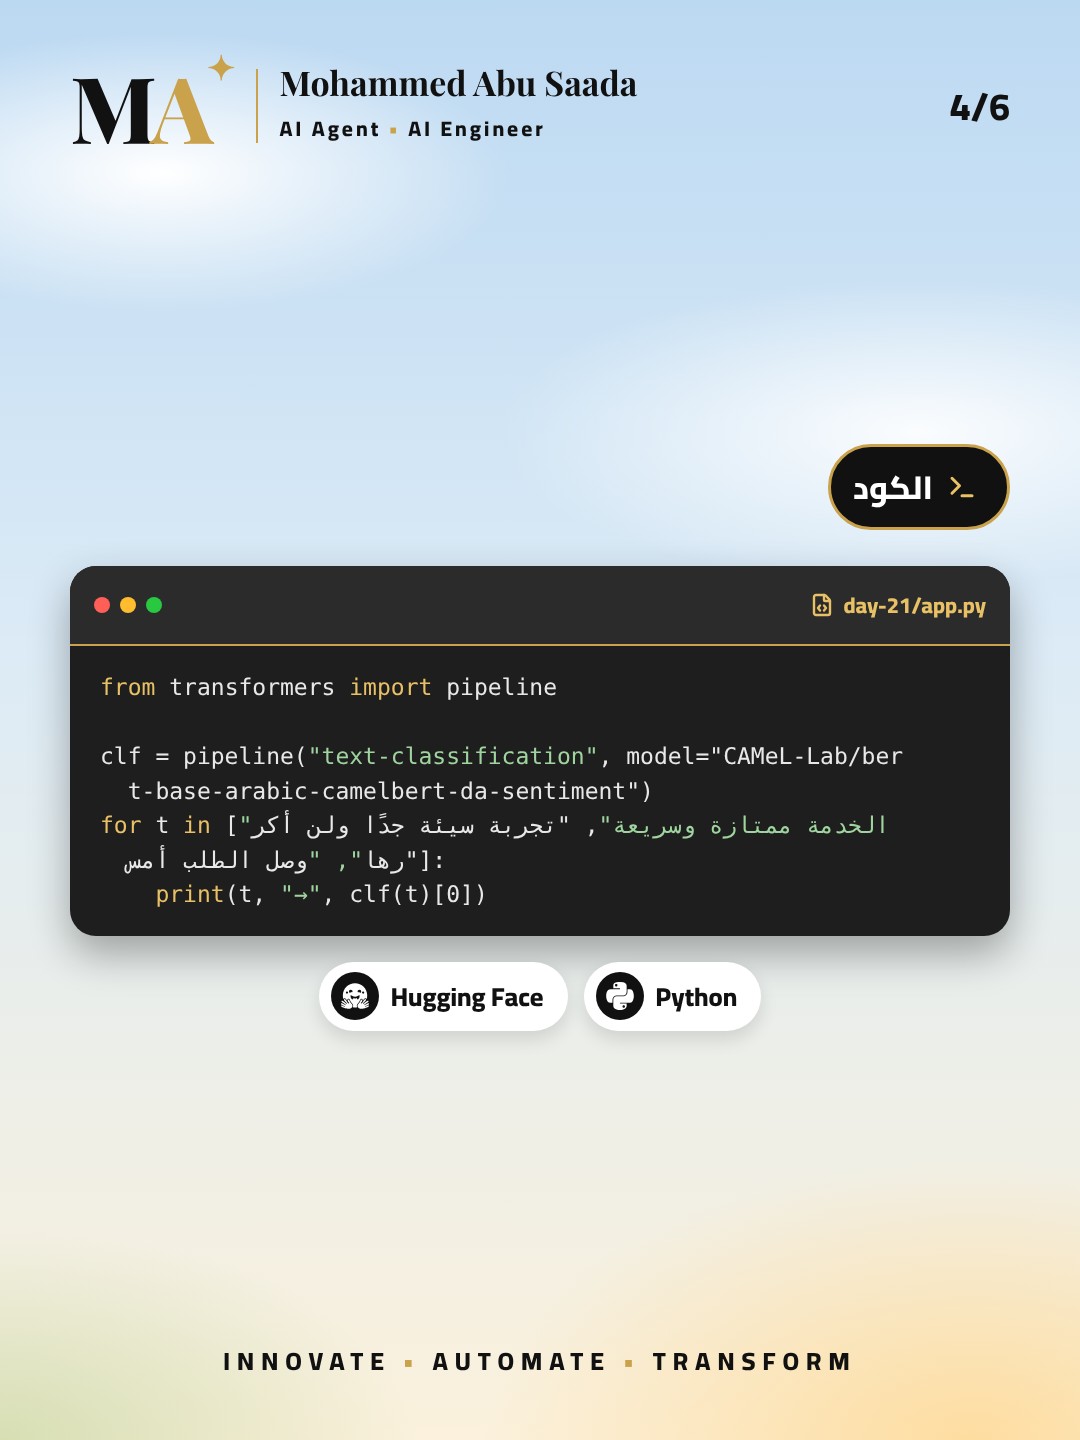 MA
Mohammed Abu Saada
AI Agent ▪ AI Engineer
4/6
الكود
day-21/app.py
from transformers import pipeline
clf = pipeline("text-classification", model="CAMeL-Lab/ber
t-base-arabic-camelbert-da-sentiment")
for t in ["الخدمة ممتازة وسريعة", "تجربة سيئة جدًا ولن أكر
رها", "وصل الطلب أمس"]:
print(t, "→", clf(t)[0])
Hugging Face
Python
INNOVATE ▪ AUTOMATE ▪ TRANSFORM